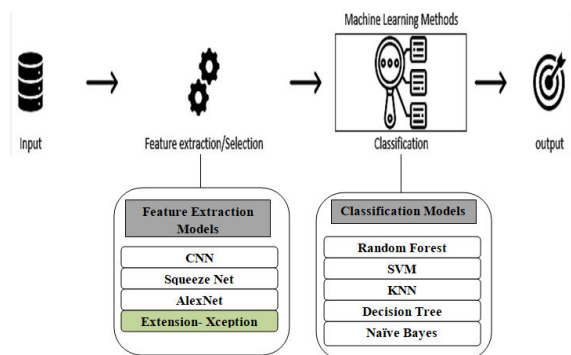 Machine Learning Methods
Input
Feature extraction/Selection
Classification
output
Feature Extraction
Models
CNN
Squeeze Net
AlexNet
Extension- Xception
Classification Models
Random Forest
SVM
KNN
Decision Tree
Naïve Bayes